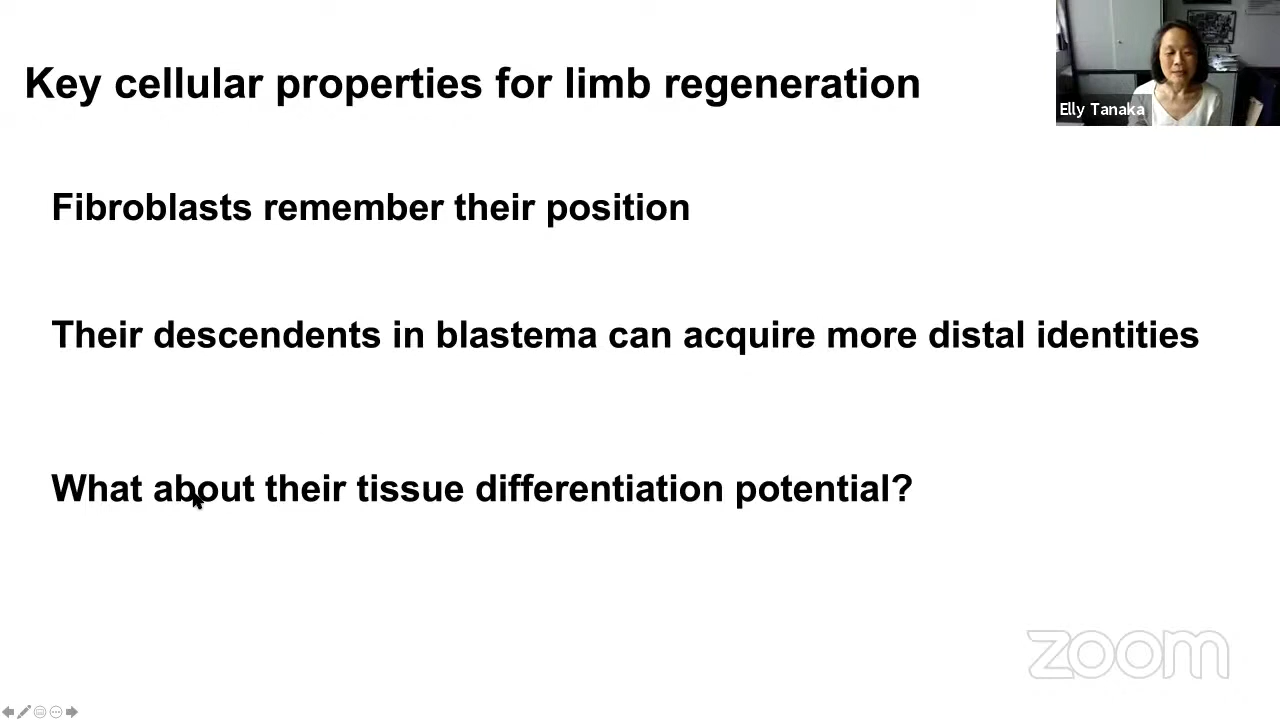 Key cellular properties for limb regeneration
Elly Tanaka
Fibroblasts remember their position
Their descendents in blastema can acquire more distal identities
What about their tissue differentiation potential?
zoom